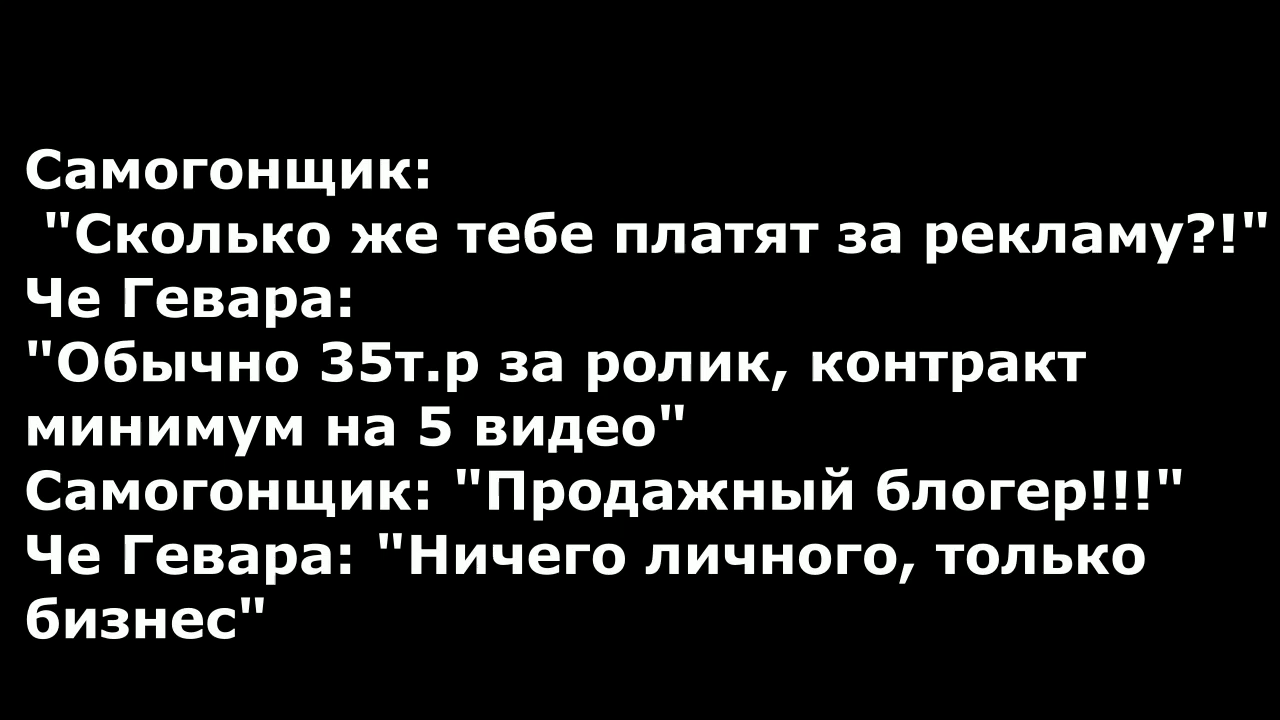 Самогонщик:
"Сколько же тебе платят за рекламу?!"
Че Гевара:
"Обычно 35т.р за ролик, контракт
минимум на 5 видео"
Самогонщик: "Продажный блогер!!!"
Че Гевара: "Ничего личного, только
бизнес"